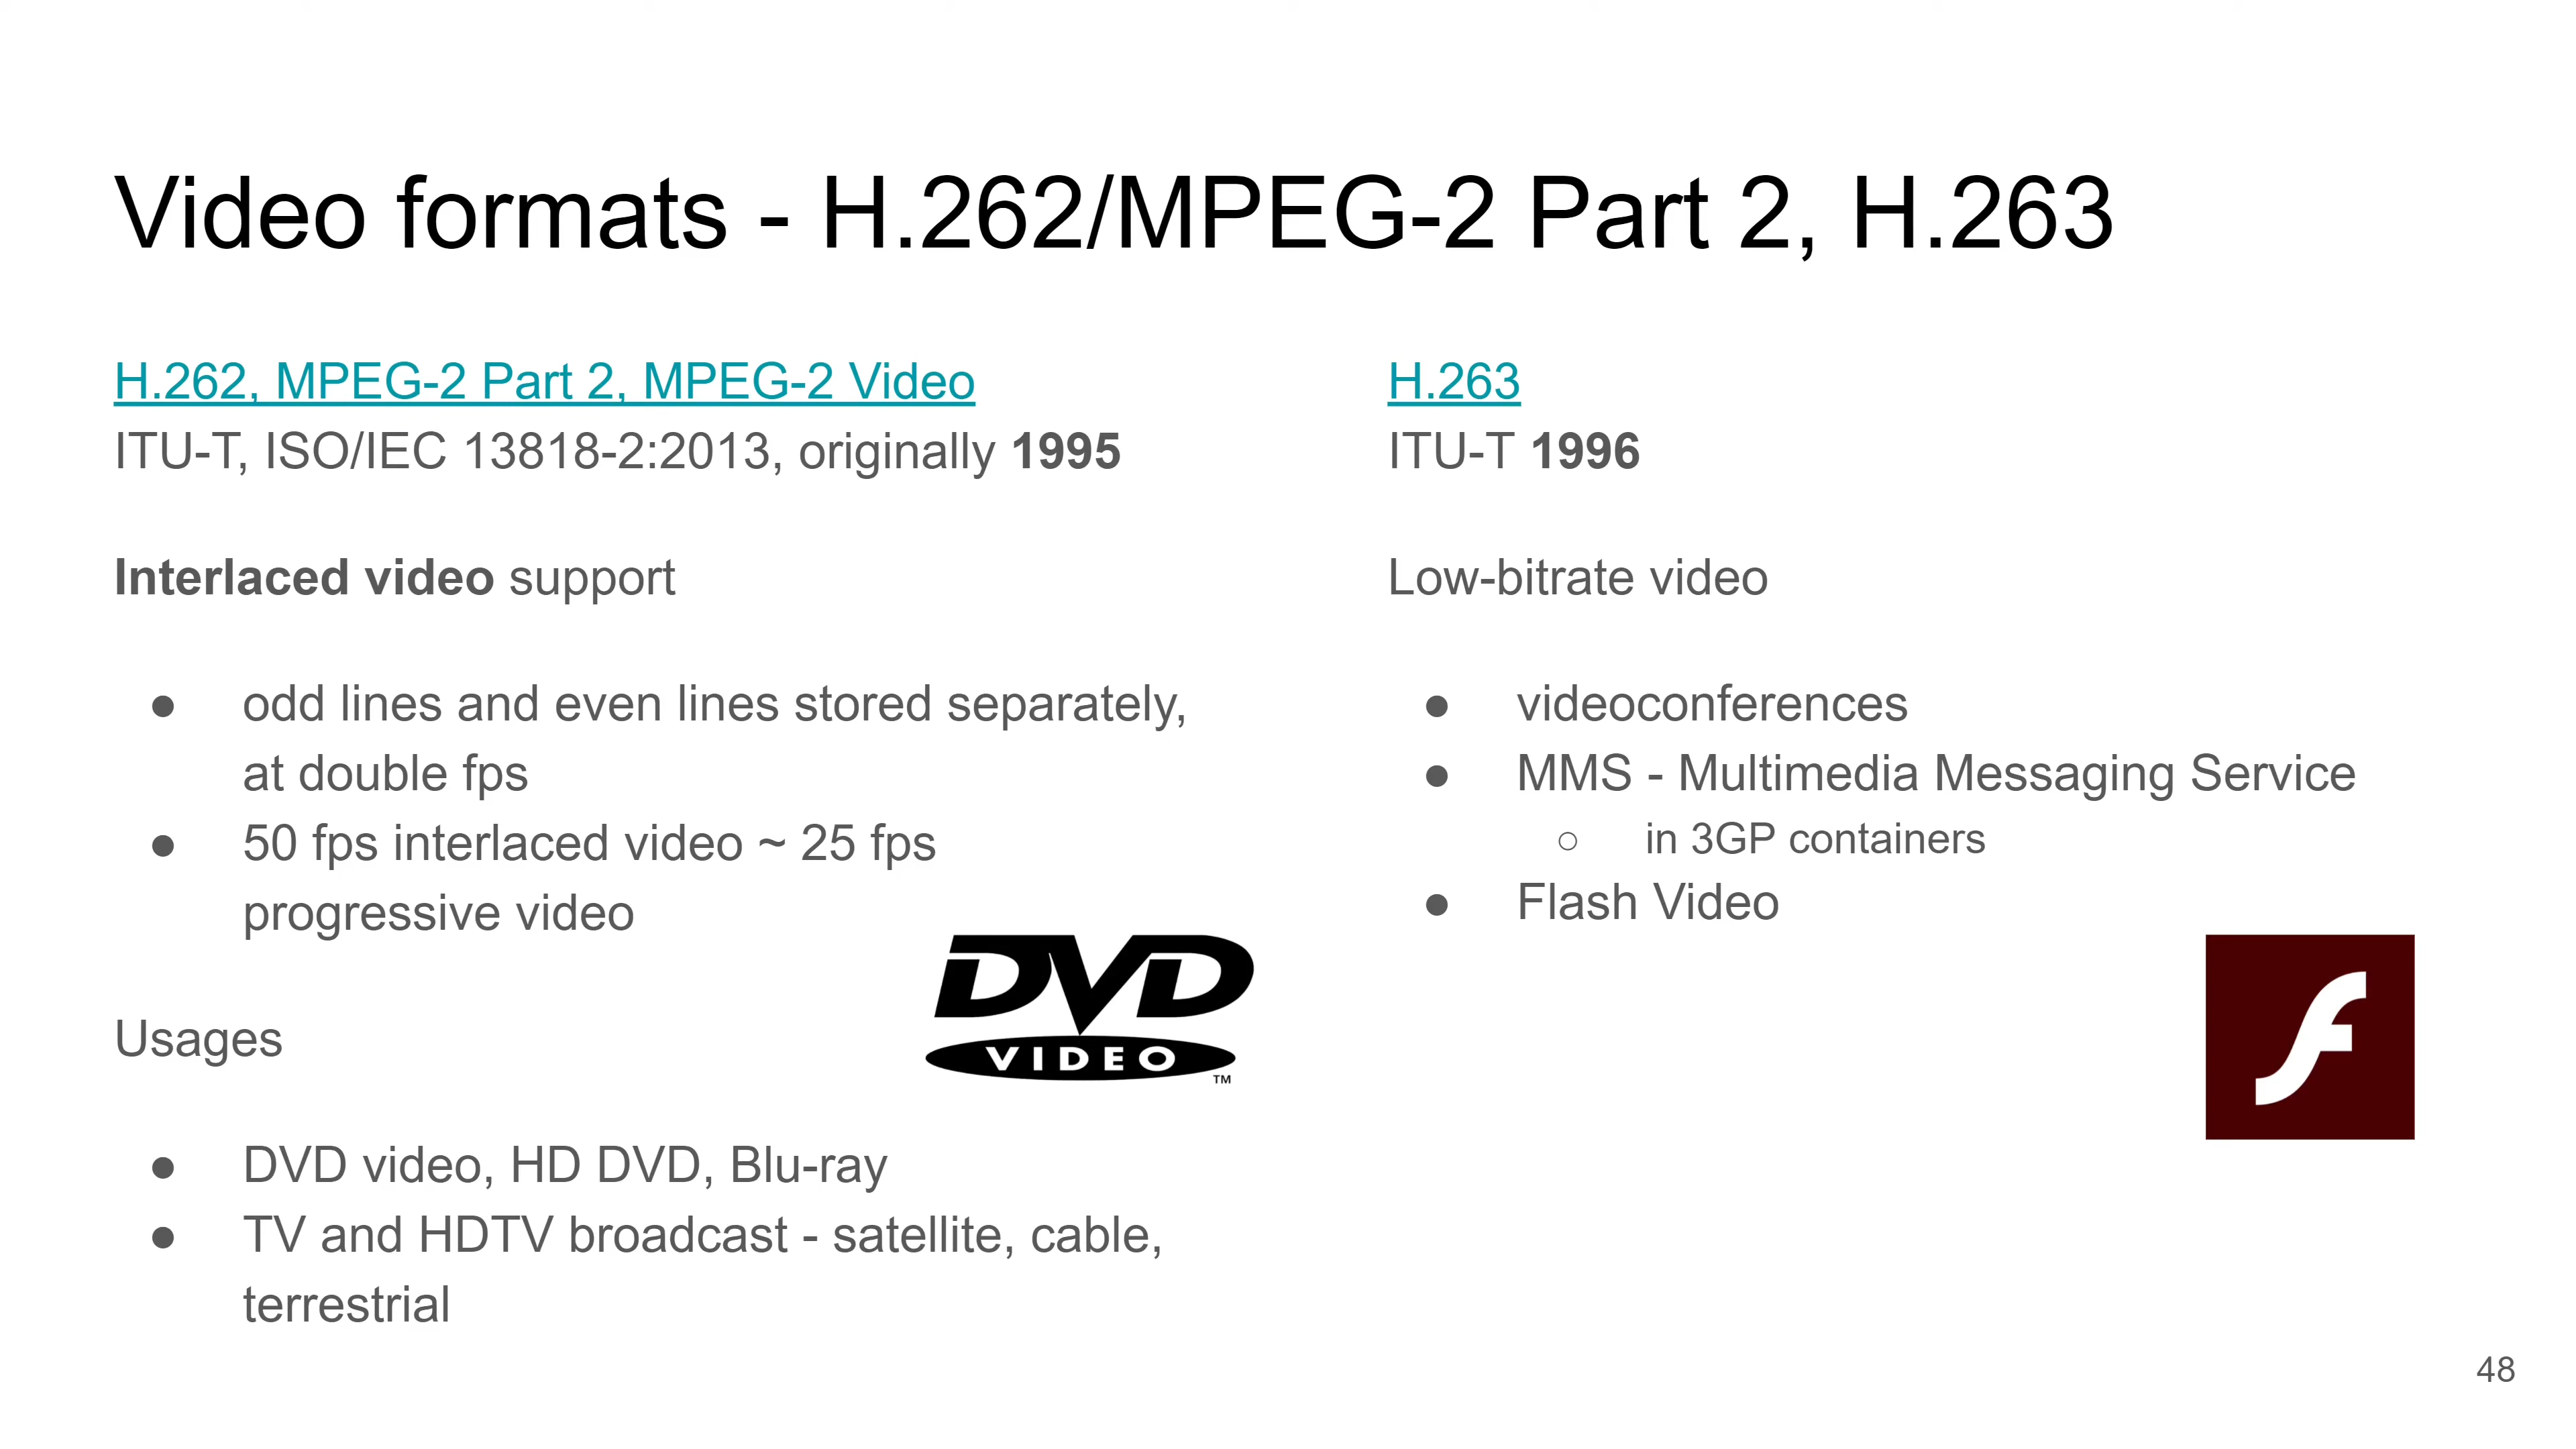 Video formats - H.262/MPEG-2 Part 2, H.263
H.262, MPEG-2 Part 2, MPEG-2 Video
ITU-T, ISO/IEC 13818-2:2013, originally 1995
Interlaced video support
● odd lines and even lines stored separately,
at double fps
● 50 fps interlaced video ~ 25 fps
progressive video
Usages
● DVD video, HD DVD, Blu-ray
● TV and HDTV broadcast - satellite, cable,
terrestrial
DVD
VIDEO
TM
H.263
ITU-T 1996
Low-bitrate video
● videoconferences
● MMS - Multimedia Messaging Service
○ in 3GP containers
● Flash Video
f
48